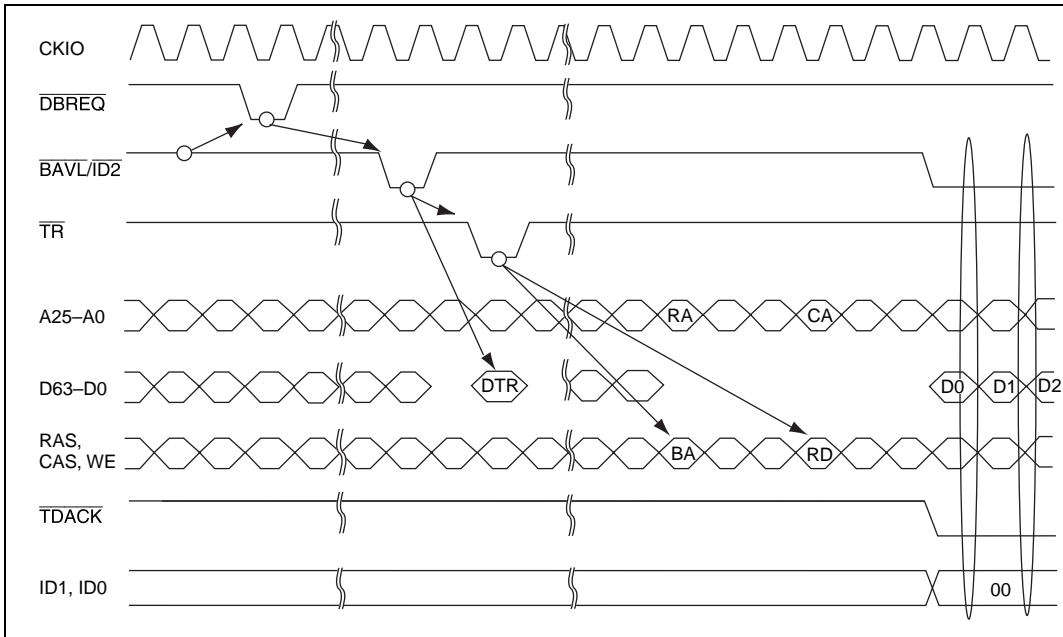 CKIO
DBREQ
BAVL/ID2
TR
A25–A0 RA CA
D63–D0 DTR D0 D1 D2
RAS,
CAS, WE BA RD
TDACK
ID1, ID0 00